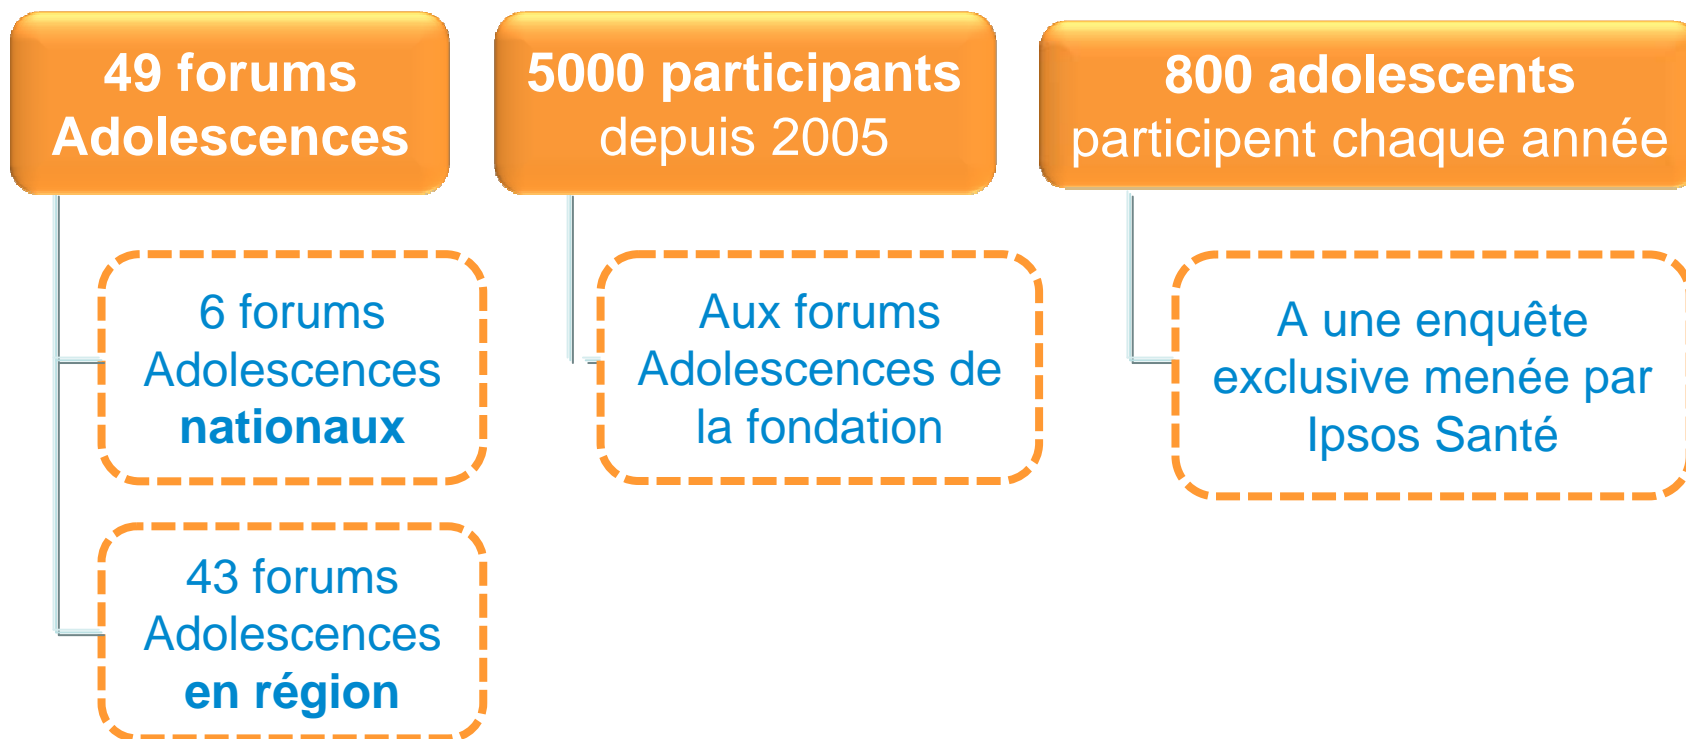 49 forums
Adolescences
6 forums
Adolescences
nationaux
43 forums
Adolescences
en région
5000 participants
depuis 2005
Aux forums
Adolescences de
la fondation
800 adolescents
participent chaque année
A une enquête
exclusive menée par
Ipsos Santé